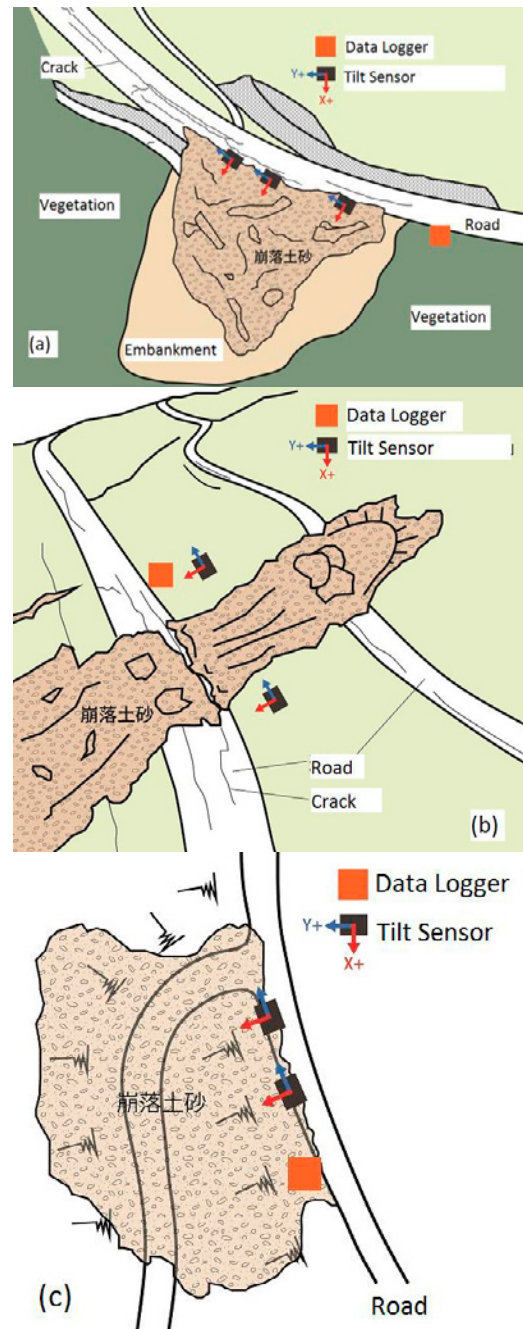 Data Logger
Crack
Y+
Tilt Sensor
X+
Vegetation
Road
崩落土砂
Vegetation
(a)
Embankment
Data Logger
Y+
Tilt Sensor
X+
崩落土砂
Road
Crack
(b)
Data Logger
Y+
Tilt Sensor
X+
崩落土砂
(c)
Road